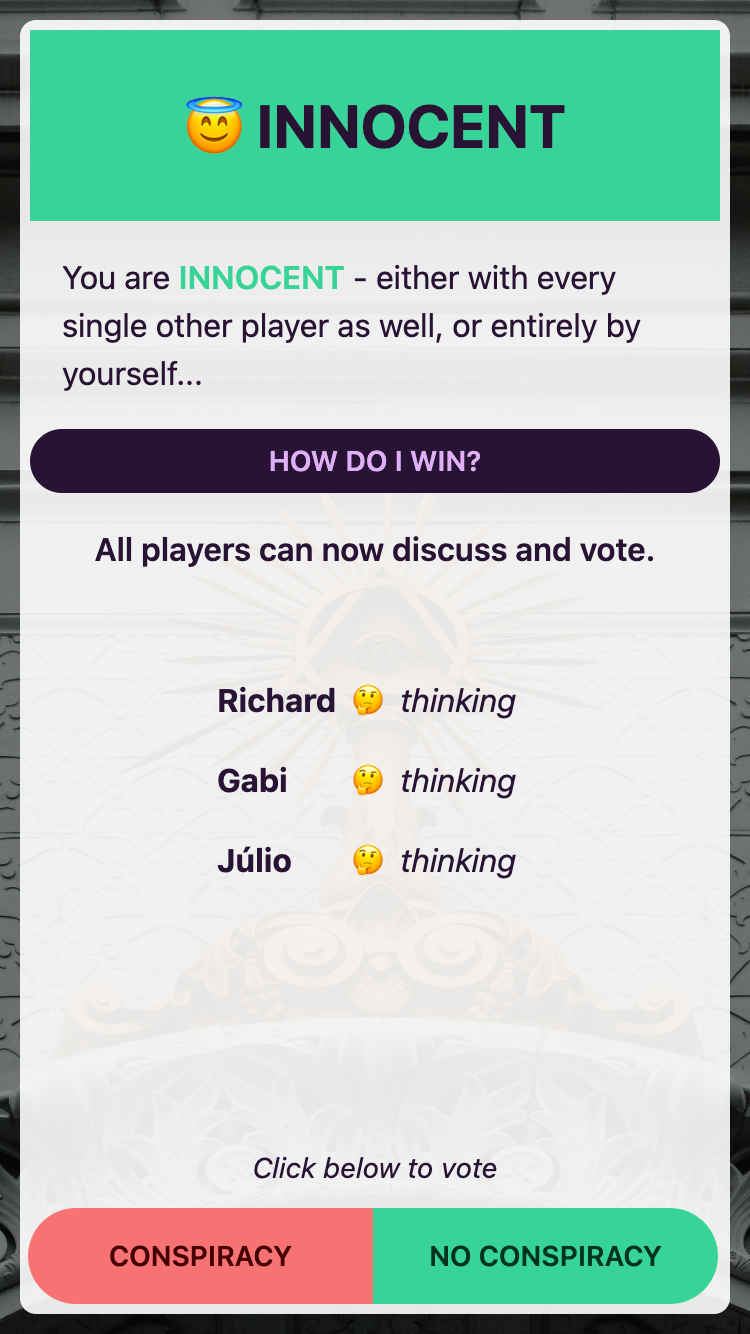 😇 INNOCENT
You are INNOCENT - either with every
single other player as well, or entirely by
yourself...
HOW DO I WIN?
All players can now discuss and vote.
Richard 🤔 thinking
Gabi 🤔 thinking
Júlio 🤔 thinking
Click below to vote
CONSPIRACY NO CONSPIRACY